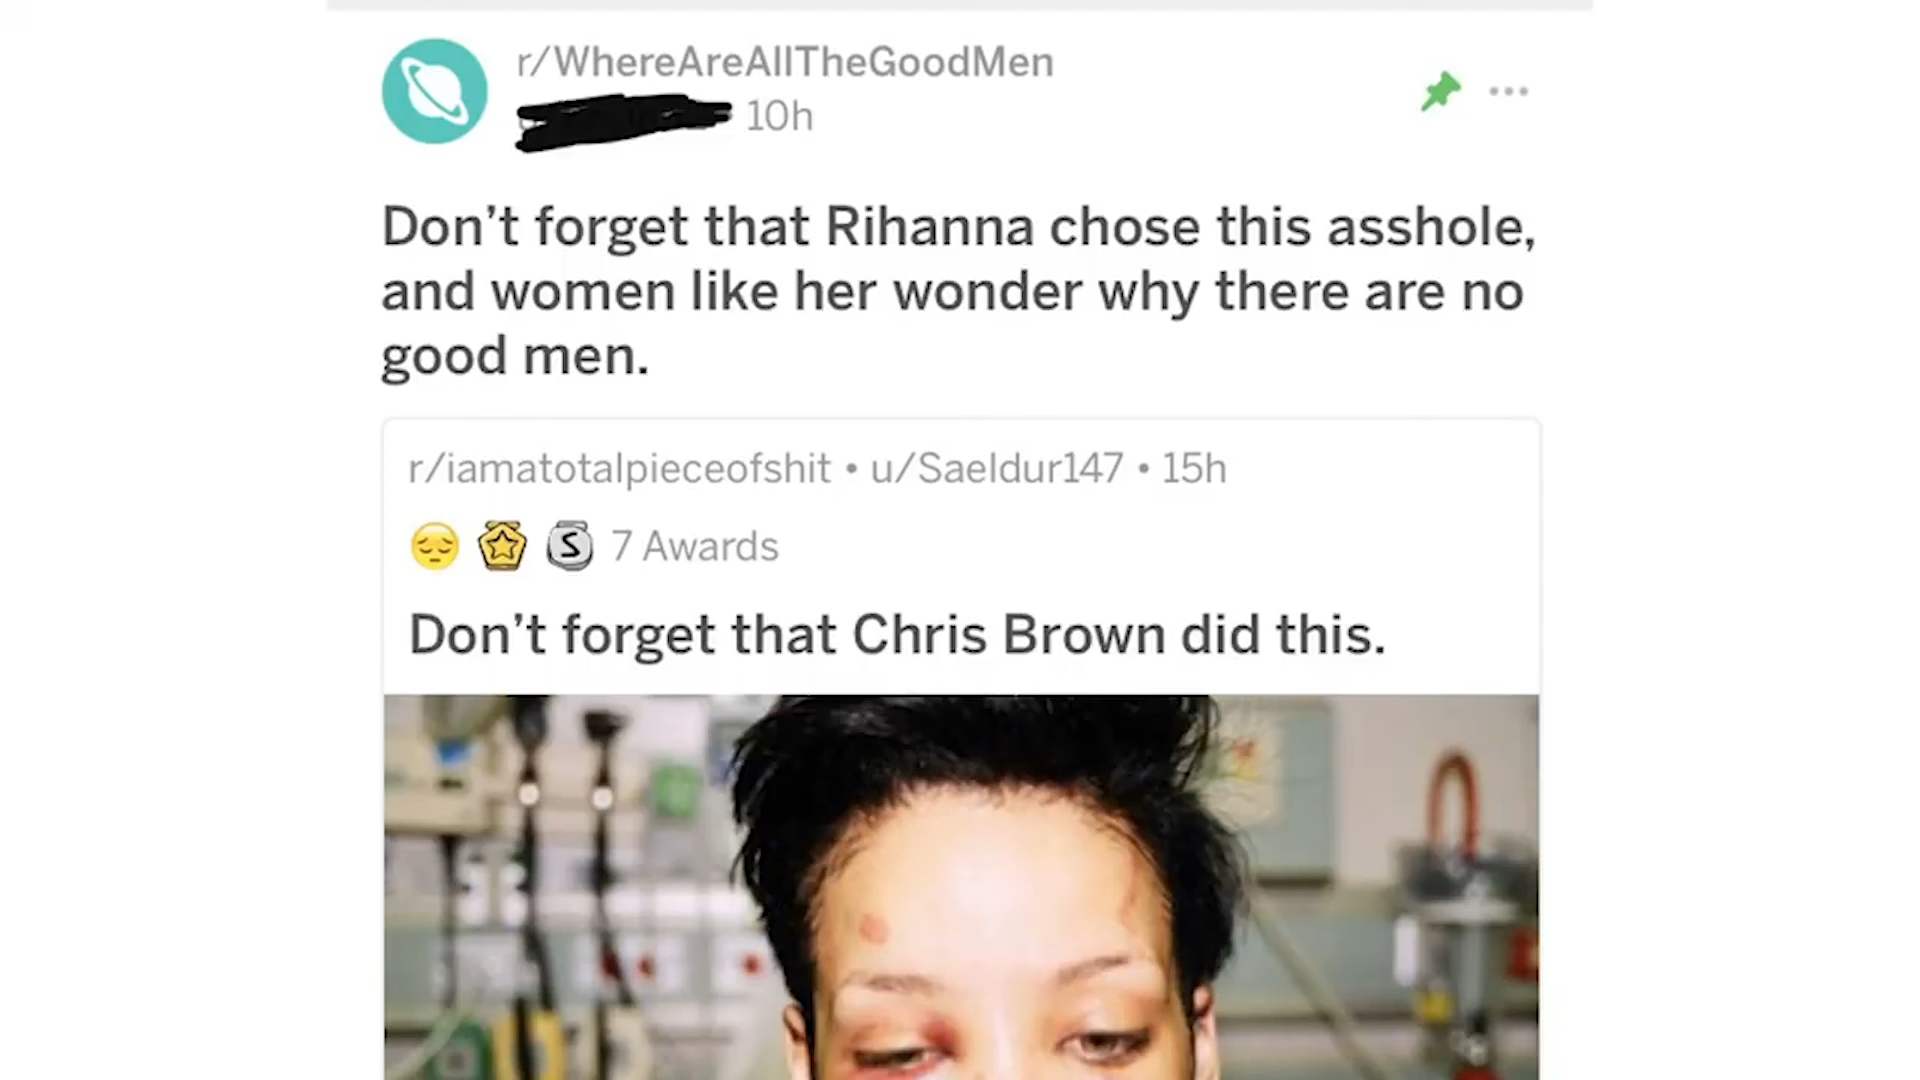 r/WhereAreAllTheGoodMen
10h
Don't forget that Rihanna chose this asshole,
and women like her wonder why there are no
good men.
r/iamatotalpieceofshit • u/Saeldur147 • 15h
S 7 Awards
Don't forget that Chris Brown did this.